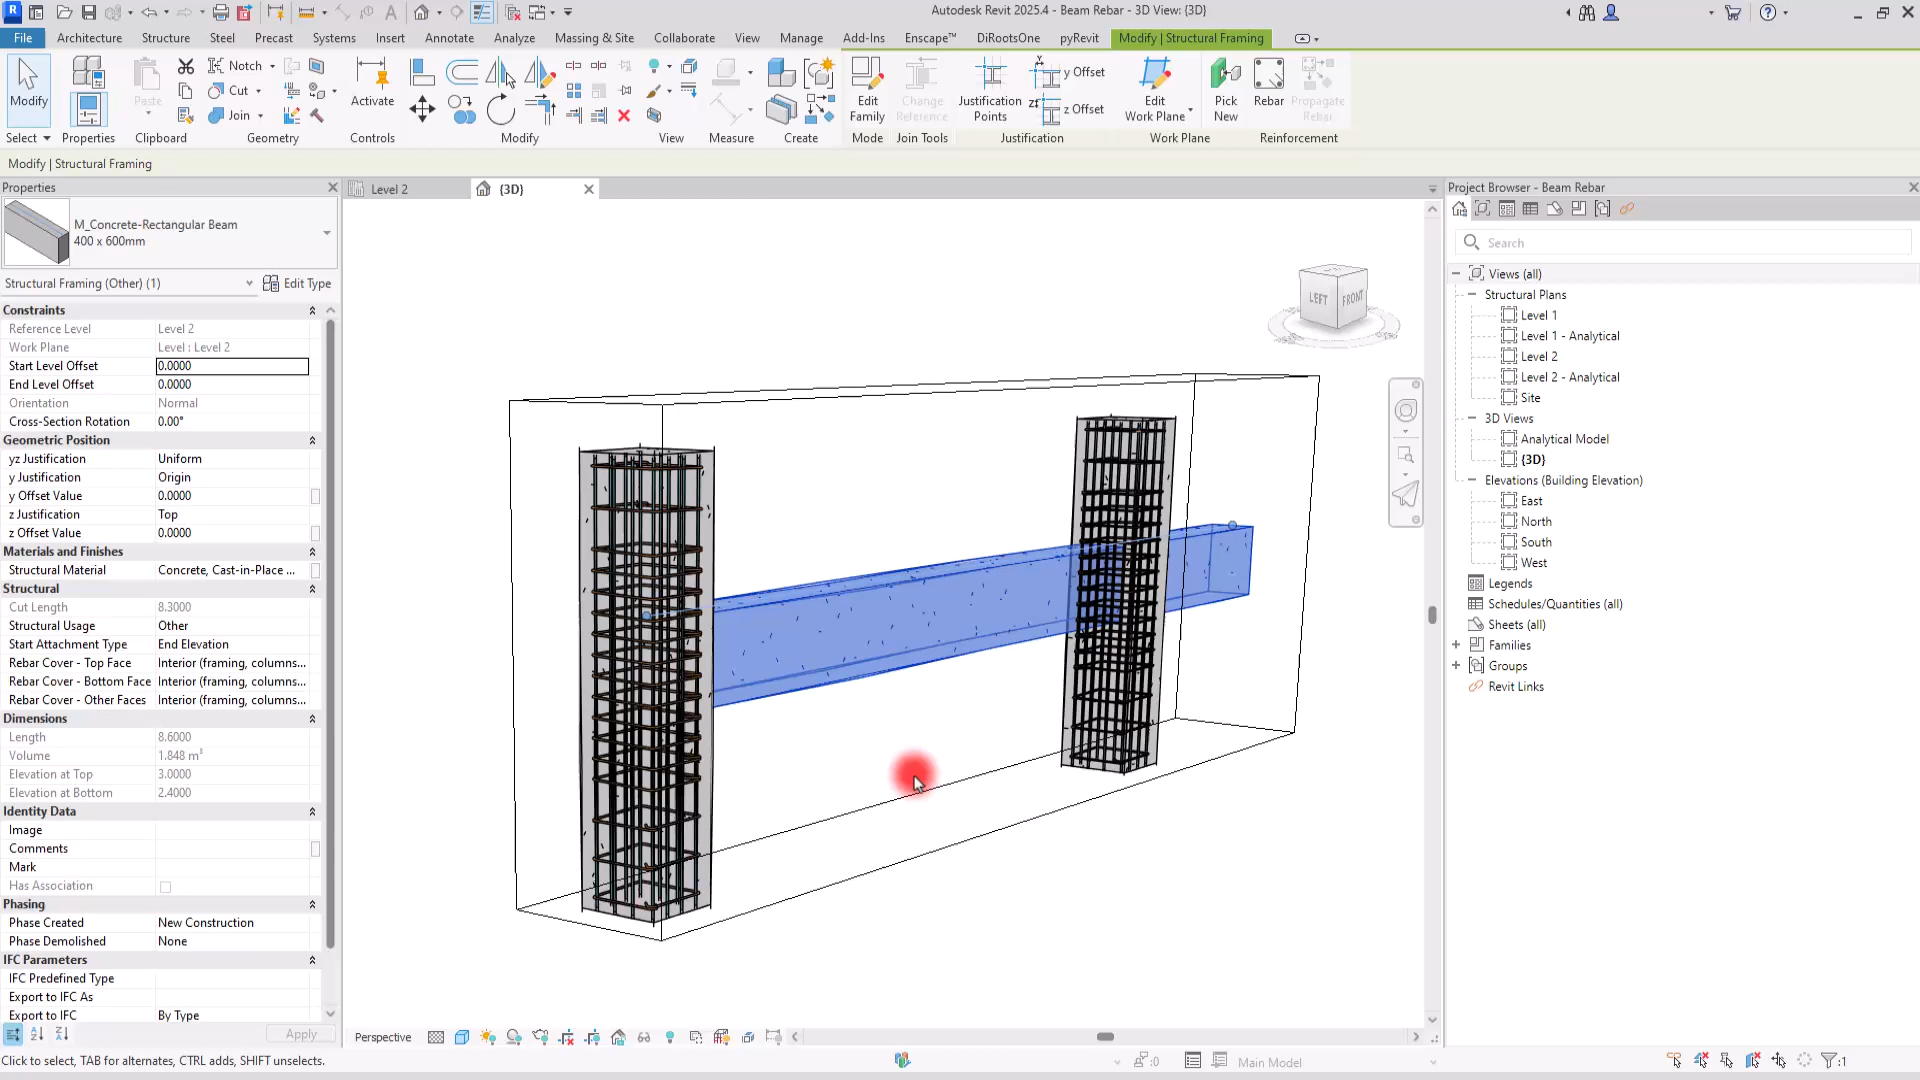 Autodesk Revit 2025.4 - Beam Rebar - 3D View: {3D}
File Architecture Structure Steel Precast Systems Insert Annotate Analyze Massing & Site Collaborate View Manage Add-Ins Enscape™ DiRootsOne pyRevit Modify | Structural Framing
Modify
Paste
Notch
Cut
Join
Activate
Edit Family
Change Reference
Justification Points
y Offset
z Offset
Edit Work Plane
Pick New
Rebar
Propagate Rebar
Select Properties Clipboard Geometry Controls Modify View Measure Create Mode Join Tools Justification Work Plane Reinforcement
Modify | Structural Framing
Properties
M_Concrete-Rectangular Beam
400 x 600mm
Structural Framing (Other) (1) Edit Type
Constraints
Reference Level Level 2
Work Plane Level : Level 2
Start Level Offset 0.0000
End Level Offset 0.0000
Orientation Normal
Cross-Section Rotation 0.00°
Geometric Position
yz Justification Uniform
y Justification Origin
y Offset Value 0.0000
z Justification Top
z Offset Value 0.0000
Materials and Finishes
Structural Material Concrete, Cast-in-Place ...
Structural
Cut Length 8.3000
Structural Usage Other
Start Attachment Type End Elevation
Rebar Cover - Top Face Interior (framing, columns...
Rebar Cover - Bottom Face Interior (framing, columns...
Rebar Cover - Other Faces Interior (framing, columns...
Dimensions
Length 8.6000
Volume 1.848 m³
Elevation at Top 3.0000
Elevation at Bottom 2.4000
Identity Data
Image
Comments
Mark
Has Association
Phasing
Phase Created New Construction
Phase Demolished None
IFC Parameters
IFC Predefined Type
Export to IFC As
Export to IFC By Type
Apply
Level 2
{3D}
LEFT FRONT
Perspective
Project Browser - Beam Rebar
Search
Views (all)
Structural Plans
Level 1
Level 1 - Analytical
Level 2
Level 2 - Analytical
Site
3D Views
Analytical Model
{3D}
Elevations (Building Elevation)
East
North
South
West
Legends
Schedules/Quantities (all)
Sheets (all)
Families
Groups
Revit Links
Click to select, TAB for alternates, CTRL adds, SHIFT unselects.
:0
Main Model
:1